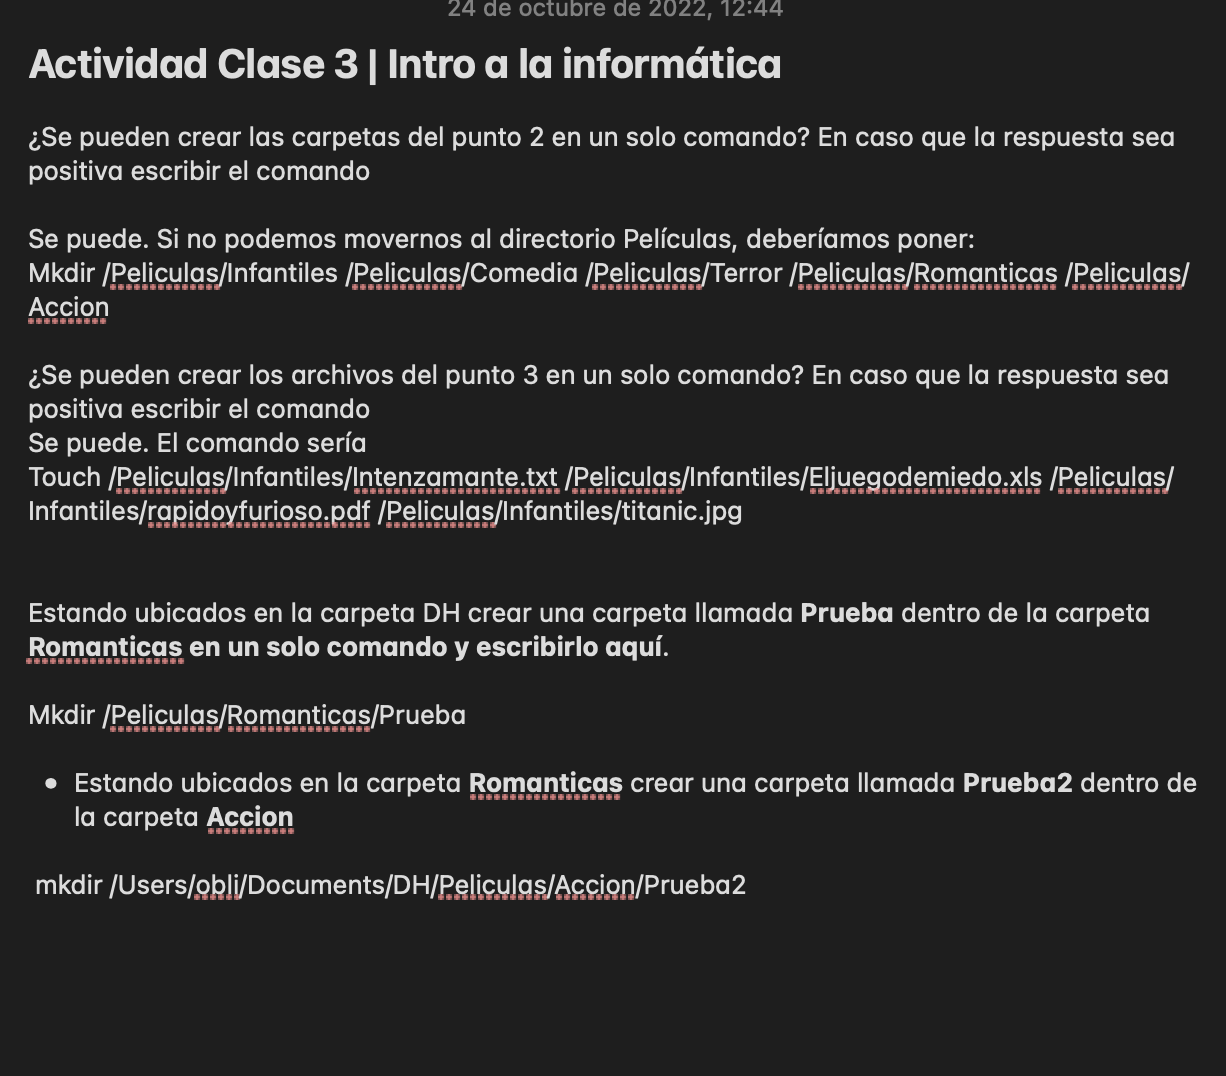 24 de octubre de 2022, 12:44
Actividad Clase 3 | Intro a la informática
¿Se pueden crear las carpetas del punto 2 en un solo comando? En caso que la respuesta sea
positiva escribir el comando
Se puede. Si no podemos movernos al directorio Películas, deberíamos poner:
Mkdir /Peliculas/Infantiles /Peliculas/Comedia /Peliculas/Terror /Peliculas/Romanticas /Peliculas/
Accion
¿Se pueden crear los archivos del punto 3 en un solo comando? En caso que la respuesta sea
positiva escribir el comando
Se puede. El comando sería
Touch /Peliculas/Infantiles/Intenzamante.txt /Peliculas/Infantiles/Eljuegodemiedo.xls /Peliculas/
Infantiles/rapidoyfurioso.pdf /Peliculas/Infantiles/titanic.jpg
Estando ubicados en la carpeta DH crear una carpeta llamada Prueba dentro de la carpeta
Romanticas en un solo comando y escribirlo aquí.
Mkdir /Peliculas/Romanticas/Prueba
• Estando ubicados en la carpeta Romanticas crear una carpeta llamada Prueba2 dentro de
la carpeta Accion
mkdir /Users/obli/Documents/DH/Peliculas/Accion/Prueba2